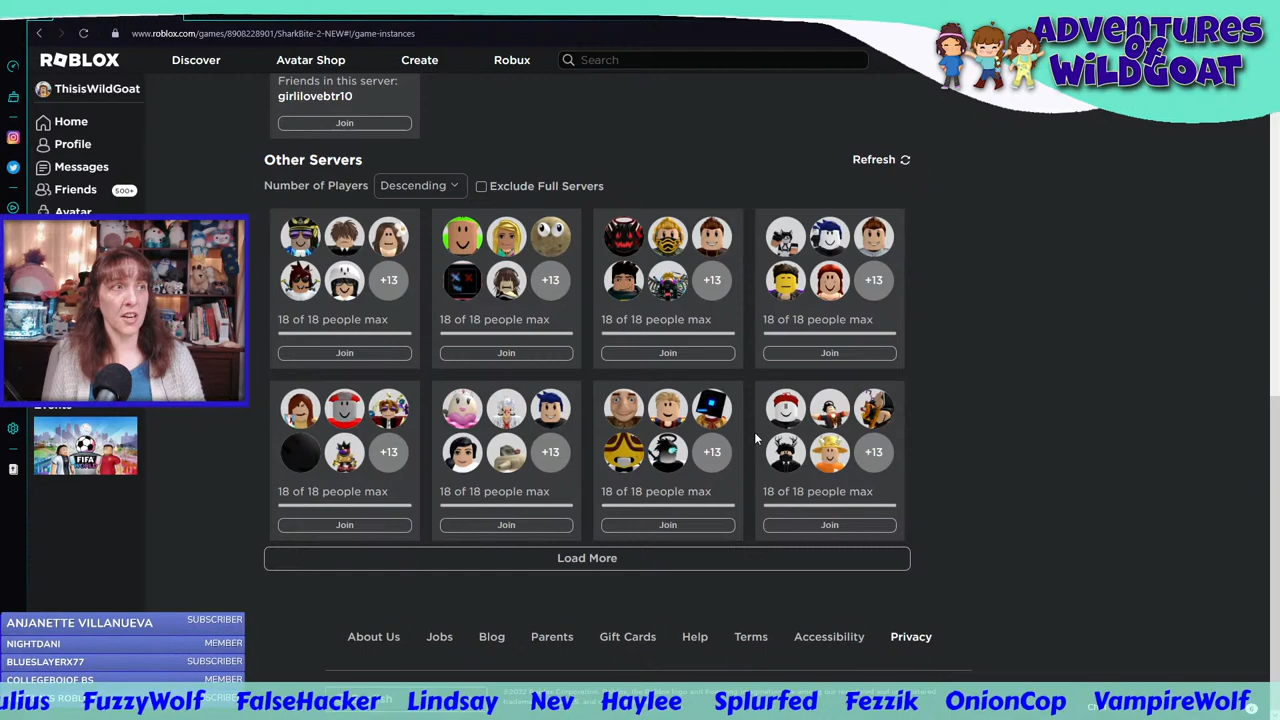 www.roblox.com/games/8908228901/SharkBite-2-NEW#!/game-instances
ADVENTURES
OF
WILDGOAT
ROBLOX
Discover
Avatar Shop
Create
Robux
Search
ThisisWildGoat
Home
Profile
Messages
Friends
500+
Avatar
Friends in this server:
girlilovebtr10
Join
Other Servers
Refresh
Number of Players
Descending
Exclude Full Servers
+13
+13
+13
+13
18 of 18 people max
18 of 18 people max
18 of 18 people max
18 of 18 people max
Join
Join
Join
Join
+13
+13
+13
+13
18 of 18 people max
18 of 18 people max
18 of 18 people max
18 of 18 people max
Join
Join
Join
Join
Load More
Events
FIFA
WORLD
About Us
Jobs
Blog
Parents
Gift Cards
Help
Terms
Accessibility
Privacy
ANJANETTE VILLANUEVA SUBSCRIBER
NIGHTDANI MEMBER
BLUESLAYERX77 SUBSCRIBER
COLLEGEBOIOF BS MEMBER
ulius FuzzyWolf FalseHacker Lindsay Nev Haylee Splurfed Fezzik OnionCop VampireWolf